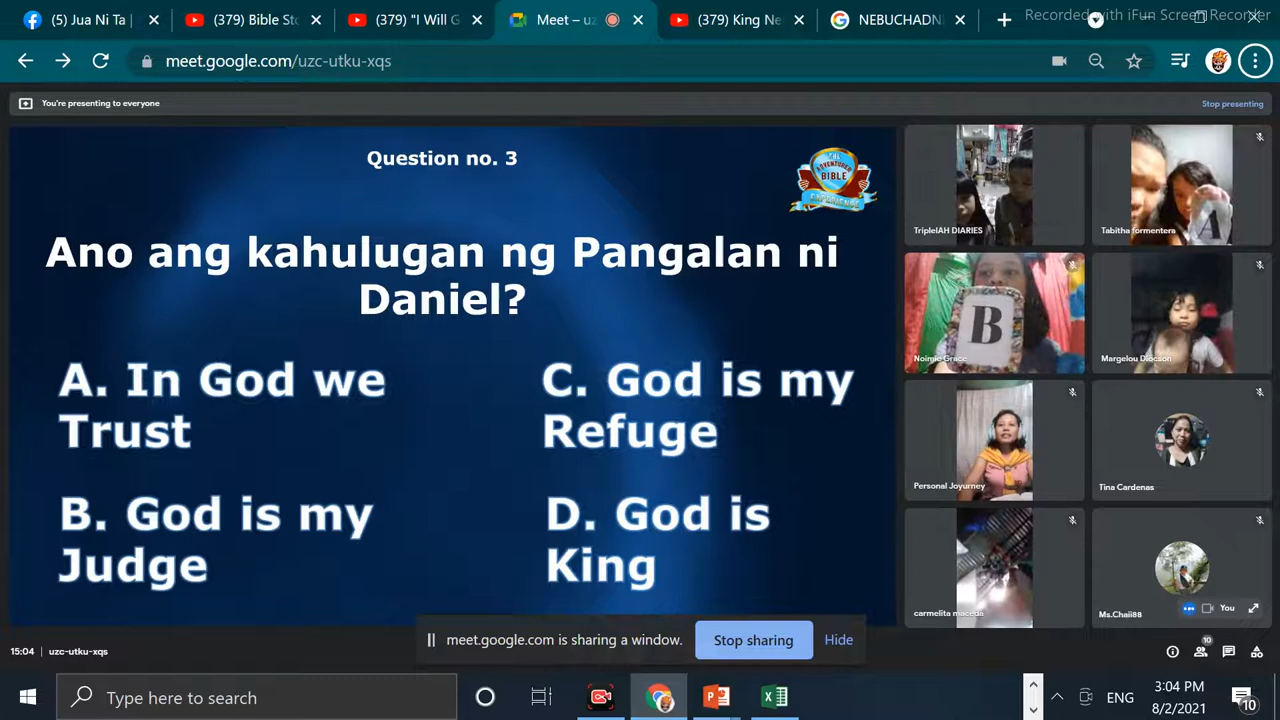 (5) Jua Ni Ta |
(379) Bible Sto
(379) "I Will G
Meet – uz
(379) King Ne
NEBUCHADN
Recorded with iFun Screen Recorder
meet.google.com/uzc-utku-xqs
You're presenting to everyone
Stop presenting
Question no. 3
THE
ADVENTURES
BIBLE
EXPERIENCE
Ano ang kahulugan ng Pangalan ni
Daniel?
A. In God we
Trust
C. God is my
Refuge
B. God is my
Judge
D. God is
King
TripleIAH DIARIES
Tabitha formentera
A
B
Noimie Grace
Margelou Diocson
Personal Joyurney
Tina Cardenas
carmelita maceda
Ms.Chaii88
You
meet.google.com is sharing a window.
Stop sharing
Hide
15:04
uzc-utku-xqs
10
Type here to search
ENG
3:04 PM
8/2/2021
10